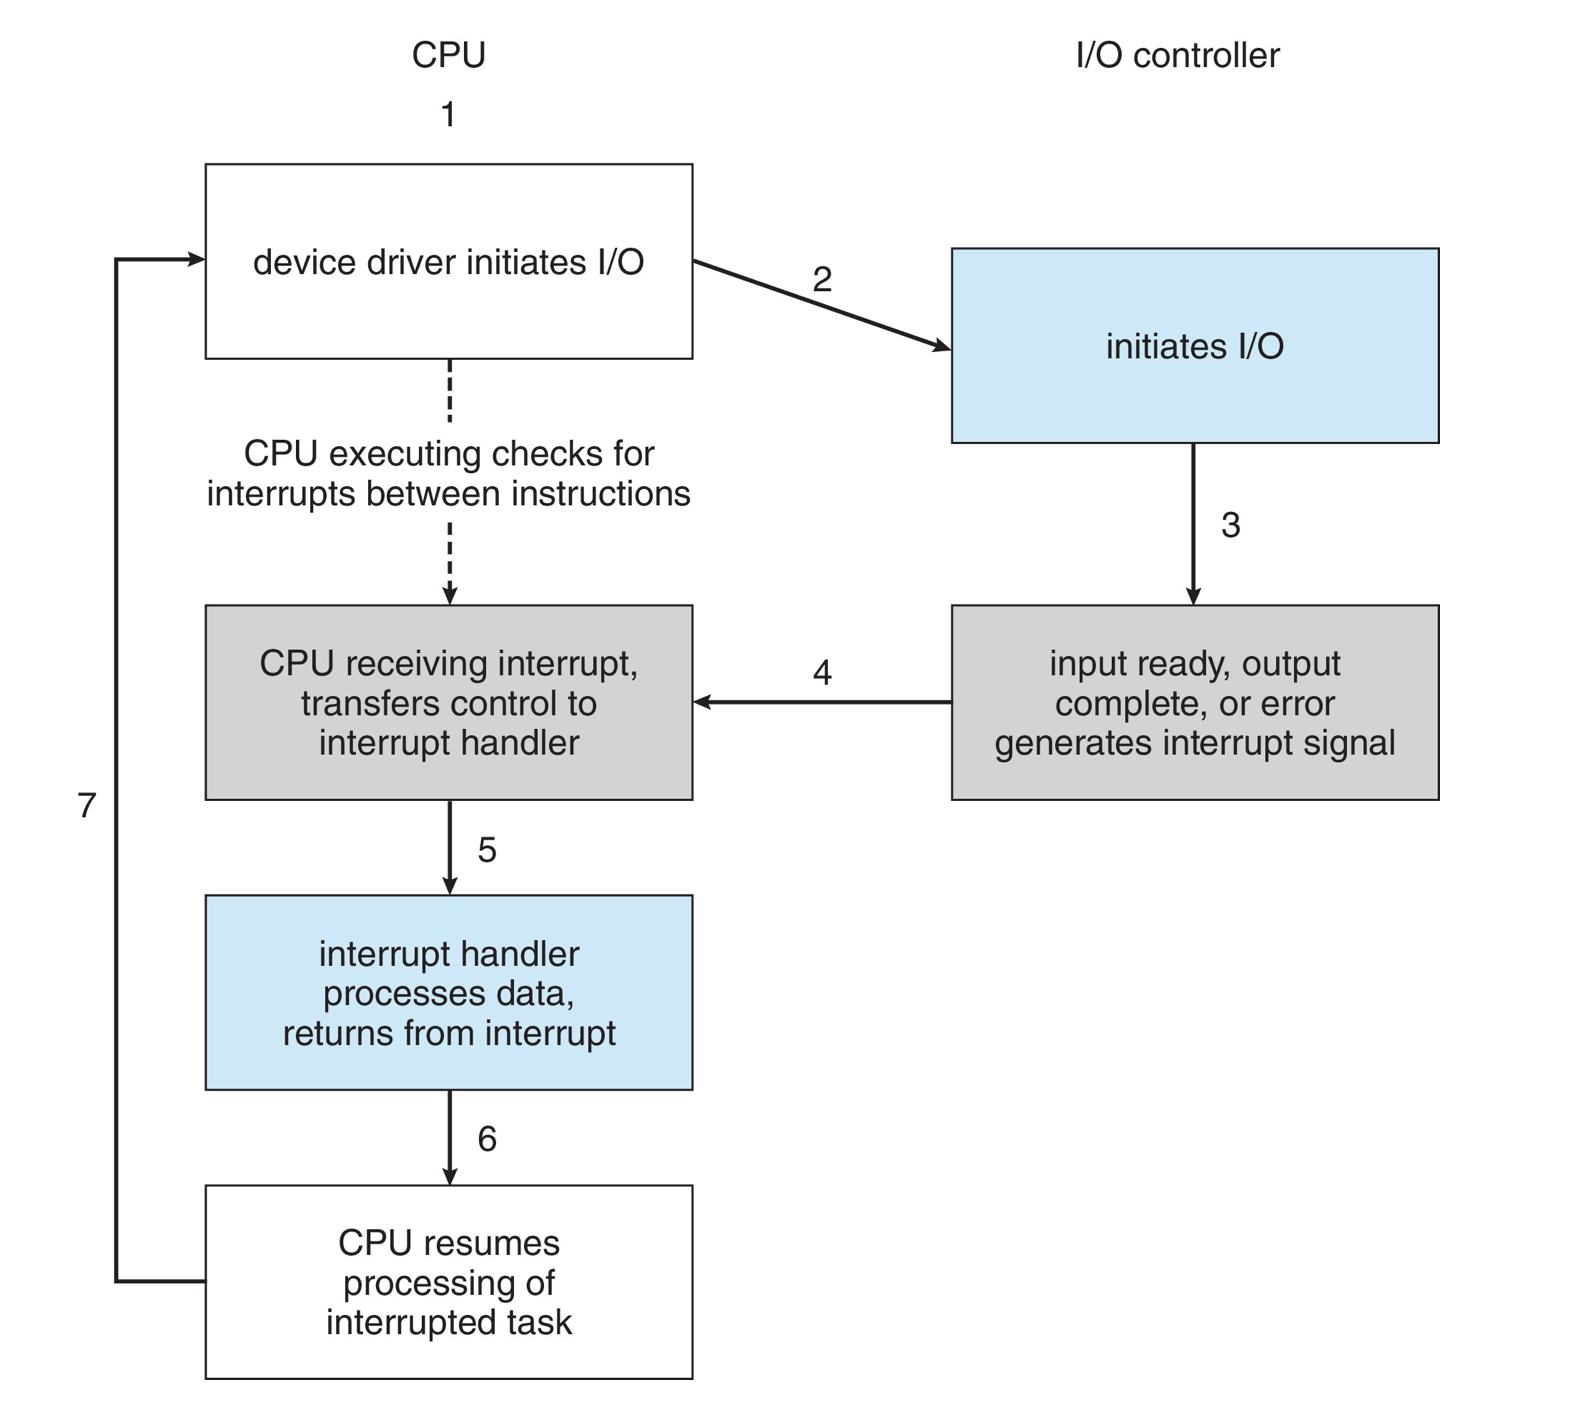 CPU
I/O controller
1
device driver initiates I/O
2
initiates I/O
CPU executing checks for
interrupts between instructions
3
CPU receiving interrupt,
transfers control to
interrupt handler
4
input ready, output
complete, or error
generates interrupt signal
7
5
interrupt handler
processes data,
returns from interrupt
6
CPU resumes
processing of
interrupted task